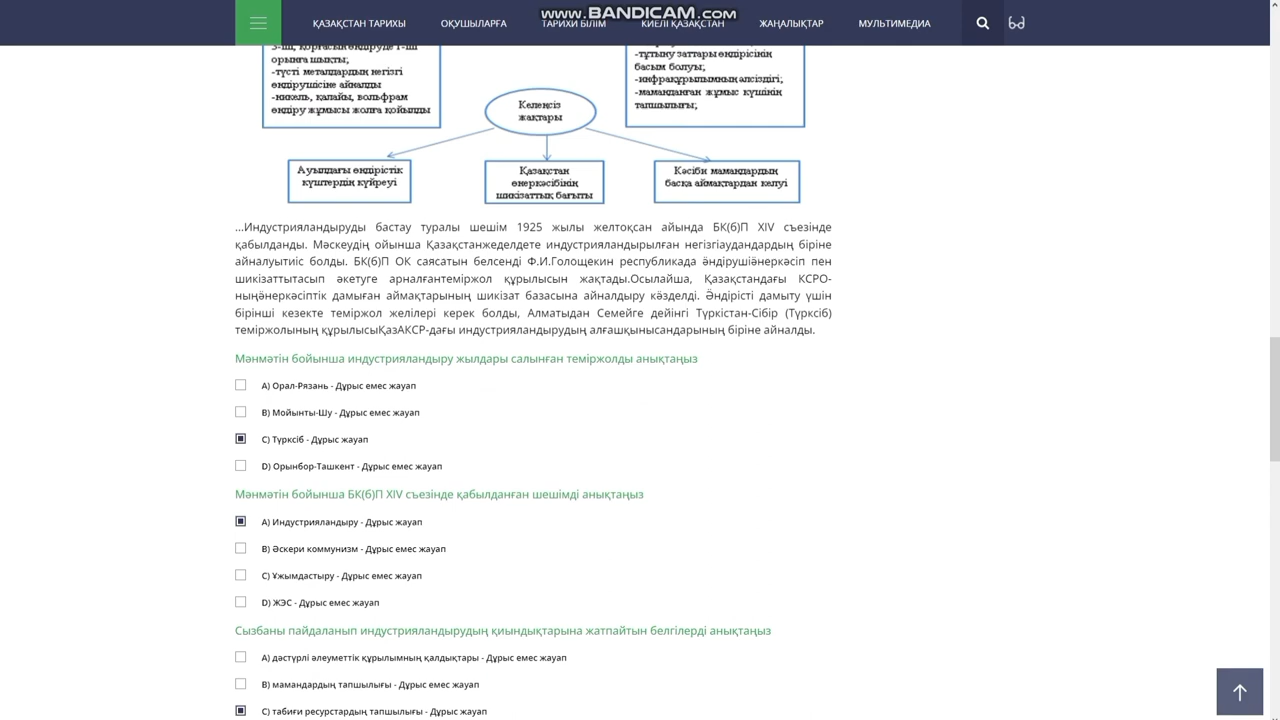 www.BANDICAM.com
ҚАЗАҚСТАН ТАРИХЫ ОҚУШЫЛАРҒА ТАРИХИ БІЛІМ КИЕЛІ ҚАЗАҚСТАН ЖАҢАЛЫҚТАР МУЛЬТИМЕДИА
3-ші, қорғасын өндіруде 1-ші
орынға шықты;
-түсті металдардың негізгі
өндірушісіне айналды
-никель, қалайы, вольфрам
өндіру жұмысы жолға қойылды
-тұтыну заттары өндірісінің
басым болуы;
-инфрақұрылымның әлсіздігі;
-маманданған жұмыс күшінің
тапшылығы;
Келеңсіз
жақтары
Ауылдағы өндірістік
күштердің күйреуі
Қазақстан
өнеркәсібінің
шикізаттық бағыты
Кәсіби мамандардың
басқа аймақтардан келуі
...Индустрияландыруды бастау туралы шешім 1925 жылы желтоқсан айында БК(б)П XIV съезінде
қабылданды. Мәскеудің ойынша Қазақстанжеделдете индустрияландырылған негізгіаудандардың біріне
айналуытиіс болды. БК(б)П ОК саясатын белсенді Ф.И.Голощекин республикада әндірушіәнеркәсіп пен
шикізаттытасып әкетуге арналғантеміржол құрылысын жақтады.Осылайша, Қазақстандағы КСРО-
ныңәнеркәсіптік дамыған аймақтарының шикізат базасына айналдыру кәзделді. Әндірісті дамыту үшін
бірінші кезекте теміржол желілері керек болды, Алматыдан Семейге дейінгі Түркістан-Сібір (Түрксіб)
теміржолының құрылысыҚазАКСР-дағы индустрияландырудың алғашқынысандарының біріне айналды.
Мәнмәтін бойынша индустрияландыру жылдары салынған теміржолды анықтаңыз
A) Орал-Рязань - Дұрыс емес жауап
B) Мойынты-Шу - Дұрыс емес жауап
C) Түрксіб - Дұрыс жауап
D) Орынбор-Ташкент - Дұрыс емес жауап
Мәнмәтін бойынша БК(б)П XIV съезінде қабылданған шешімді анықтаңыз
A) Индустрияландыру - Дұрыс жауап
B) Әскери коммунизм - Дұрыс емес жауап
C) Ұжымдастыру - Дұрыс емес жауап
D) ЖЭС - Дұрыс емес жауап
Сызбаны пайдаланып индустрияландырудың қиындықтарына жатпайтын белгілерді анықтаңыз
A) дәстүрлі әлеуметтік құрылымның қалдықтары - Дұрыс емес жауап
B) мамандардың тапшылығы - Дұрыс емес жауап
C) табиғи ресурстардың тапшылығы - Дұрыс жауап